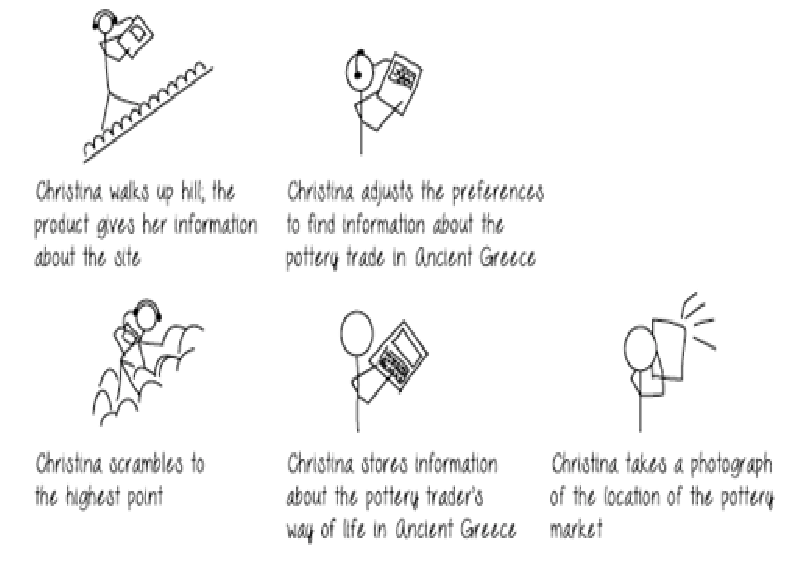 Christina walks up hill; the
product gives her information
about the site
Christina adjusts the preferences
to find information about the
pottery trade in Ancient Greece
Christina scrambles to
the highest point
Christina stores information
about the pottery trader's
way of life in Ancient Greece
Christina takes a photograph
of the location of the pottery
market